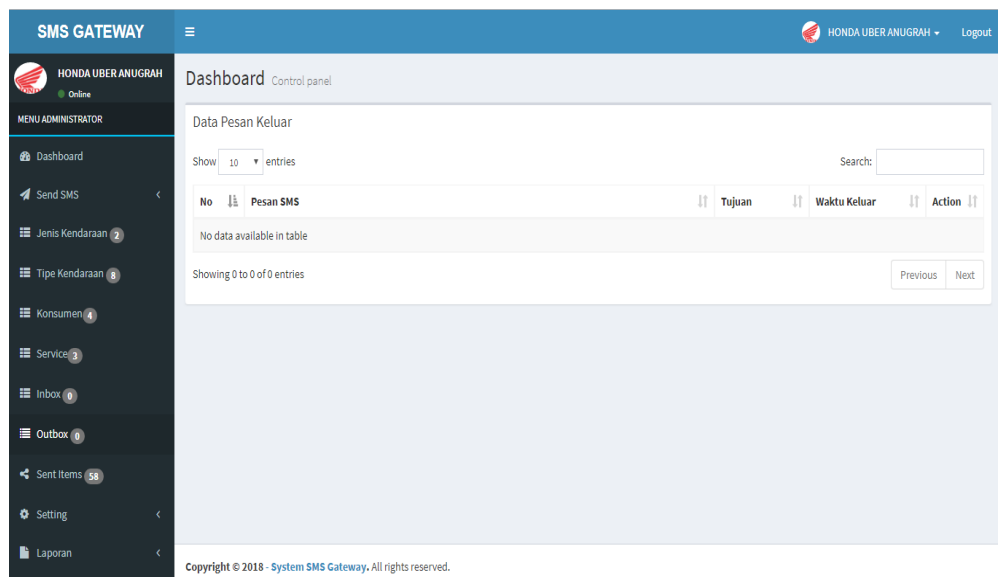 SMS GATEWAY
HONDA UBER ANUGRAH
Logout
HONDA UBER ANUGRAH
Online
MENU ADMINISTRATOR
Dashboard
Send SMS
Jenis Kendaraan 2
Tipe Kendaraan 8
Konsumen 4
Service 3
Inbox 0
Outbox 0
Sent Items 58
Setting
Laporan
Dashboard Control panel
Data Pesan Keluar
Show 10 entries
Search:
No Pesan SMS Tujuan Waktu Keluar Action
No data available in table
Showing 0 to 0 of 0 entries
Previous Next
Copyright © 2018 - System SMS Gateway. All rights reserved.